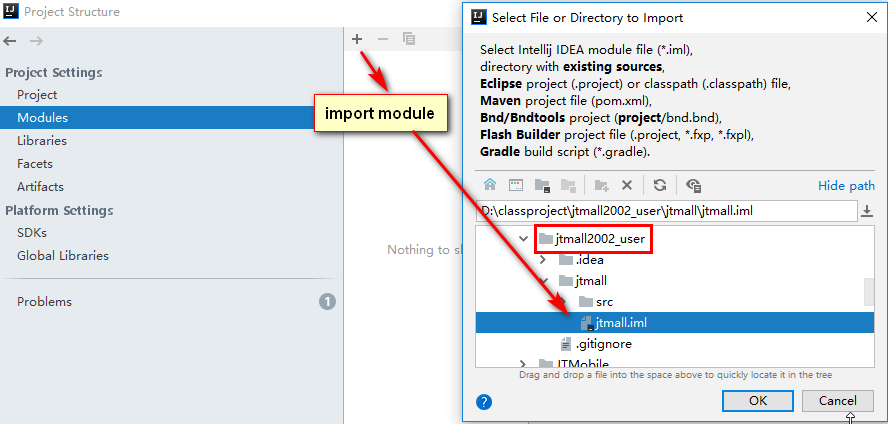 IJ
Project Structure
Project Settings
Project
Modules
Libraries
Facets
Artifacts
Platform Settings
SDKs
Global Libraries
Problems
1
import module
Nothing to sh
IJ
Select File or Directory to Import
Select Intellij IDEA module file (*.iml),
directory with existing sources,
Eclipse project (.project) or classpath (.classpath) file,
Maven project file (pom.xml),
Bnd/Bndtools project (project/bnd.bnd),
Flash Builder project file (.project, *.fxp, *.fxpl),
Gradle build script (*.gradle).
Hide path
D:\classproject\jtmall2002_user\jtmall\jtmall.iml
jtmall2002_user
.idea
jtmall
src
jtmall.iml
.gitignore
JTMobile
Drag and drop a file into the space above to quickly locate it in the tree
?
OK
Cancel